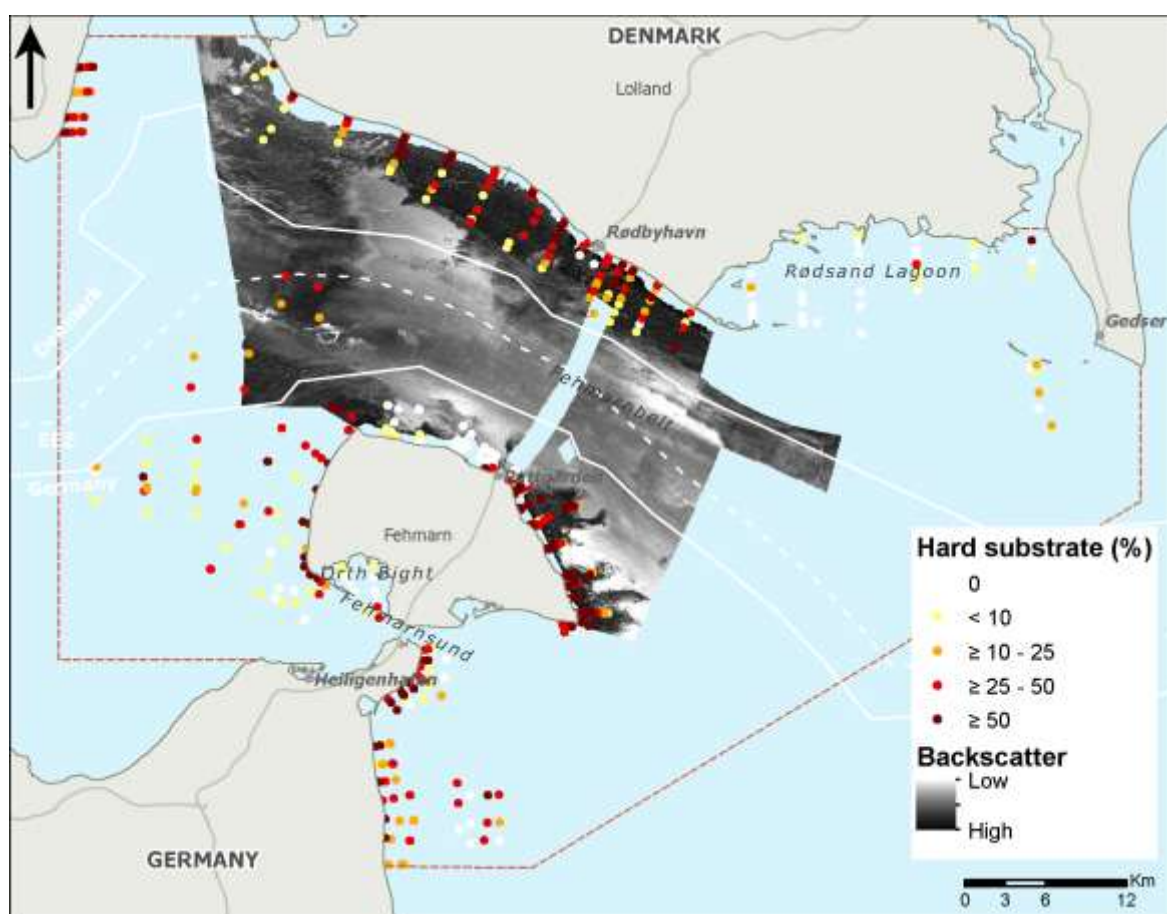 DENMARK
Lolland
Rødbyhavn
Rødsand Lagoon
Gedser
Denmark
Fehmarnbelt
EEZ
Germany
Puttgarden
Fehmarn
Orth Bight
Fehmarnsund
Heiligenhafen
GERMANY
Hard substrate (%)
0
< 10
≥ 10 - 25
≥ 25 - 50
≥ 50
Backscatter
Low
High
Km
0 3 6 12